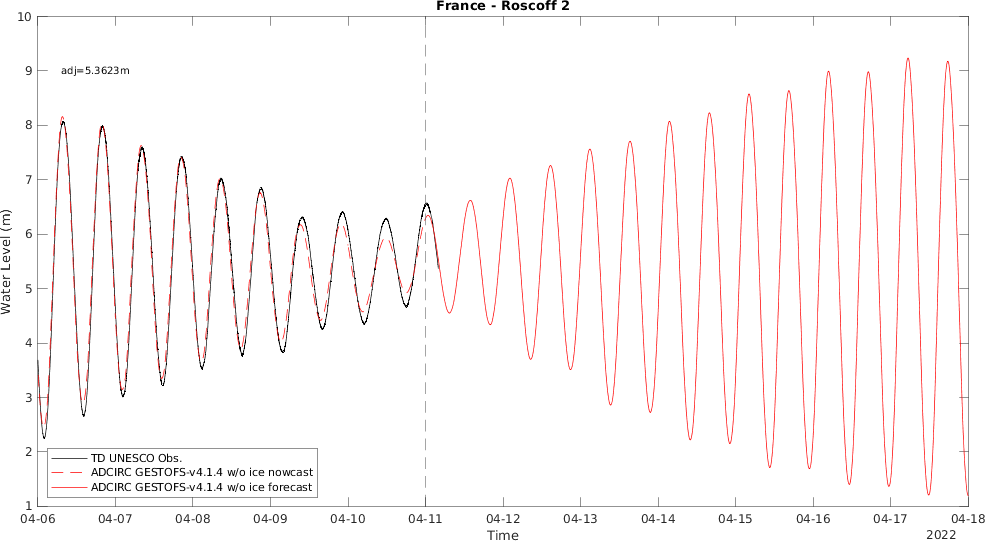 France - Roscoff 2
10
9
8
7
6
5
4
3
2
1
Water Level (m)
adj=5.3623m
TD UNESCO Obs.
ADCIRC GESTOFS-v4.1.4 w/o ice nowcast
ADCIRC GESTOFS-v4.1.4 w/o ice forecast
04-06 04-07 04-08 04-09 04-10 04-11 04-12 04-13 04-14 04-15 04-16 04-17 04-18
Time
2022